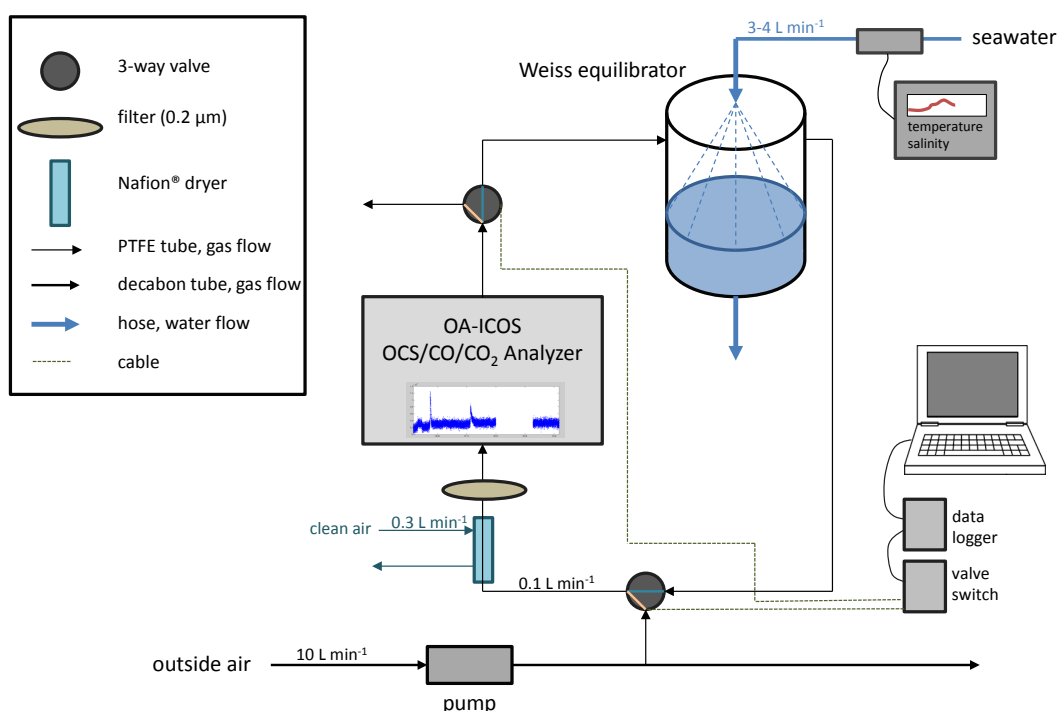 3-way valve
filter (0.2 µm)
Nafion® dryer
PTFE tube, gas flow
decabon tube, gas flow
hose, water flow
cable
3-4 L min⁻¹
seawater
Weiss equilibrator
temperature
salinity
OA-ICOS
OCS/CO/CO₂ Analyzer
clean air
0.3 L min⁻¹
data
logger
valve
switch
0.1 L min⁻¹
outside air
10 L min⁻¹
pump